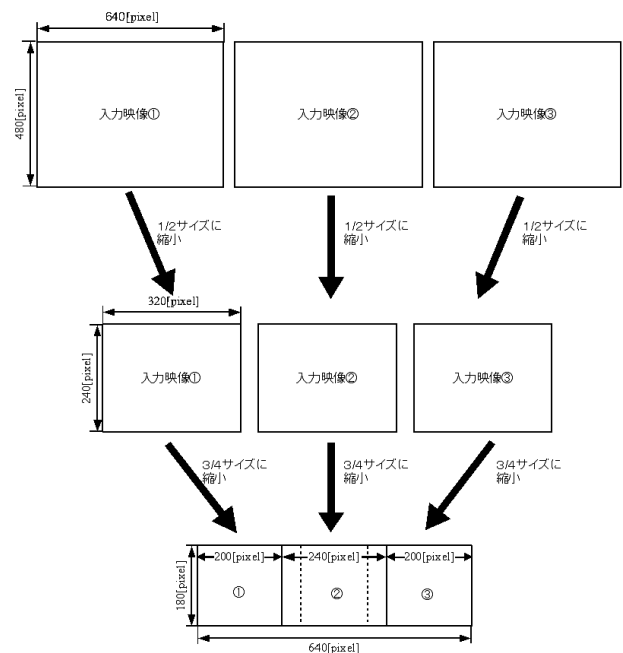 640[pixel]
480[pixel]
入力映像①
入力映像②
入力映像③
1/2サイズに
縮小
1/2サイズに
縮小
1/2サイズに
縮小
320[pixel]
240[pixel]
入力映像①
入力映像②
入力映像③
3/4サイズに
縮小
3/4サイズに
縮小
3/4サイズに
縮小
200[pixel]
240[pixel]
200[pixel]
180[pixel]
①
②
③
640[pixel]